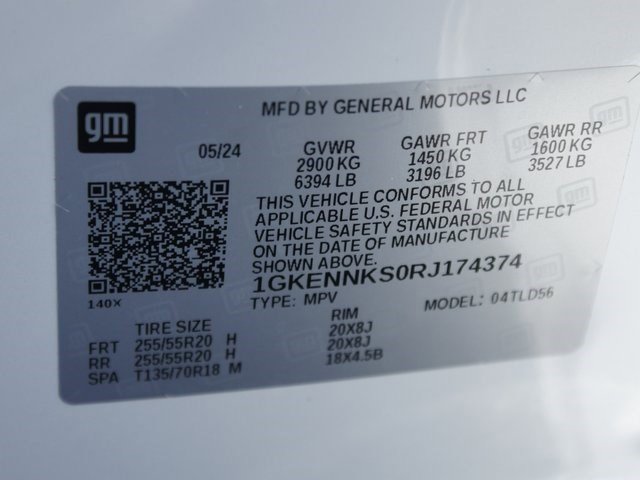 gm
MFD BY GENERAL MOTORS LLC
05/24 GVWR GAWR FRT GAWR RR
2900 KG 1450 KG 1600 KG
6394 LB 3196 LB 3527 LB
THIS VEHICLE CONFORMS TO ALL
APPLICABLE U.S. FEDERAL MOTOR
VEHICLE SAFETY STANDARDS IN EFFECT
ON THE DATE OF MANUFACTURE
SHOWN ABOVE.
1GKENNKS0RJ174374
140X TYPE: MPV MODEL: 04TLD56
TIRE SIZE RIM
FRT 255/55R20 H 20X8J
RR 255/55R20 H 20X8J
SPA T135/70R18 M 18X4.5B